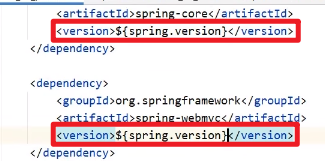 <artifactId>spring-core</artifactId>
<version>${spring.version}</version>
</dependency>
<dependency>
<groupId>org.springframework</groupId>
<artifactId>spring-webmvc</artifactId>
<version>${spring.version}</version>
</dependency>